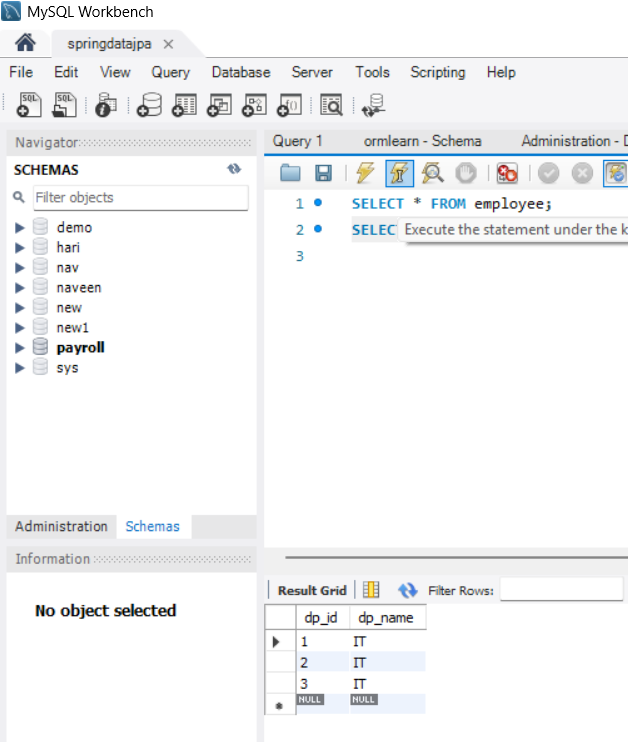 MySQL Workbench
springdatajpa
File Edit View Query Database Server Tools Scripting Help
Navigator
SCHEMAS
Filter objects
demo
hari
nav
naveen
new
new1
payroll
sys
Administration Schemas
Information
No object selected
Query 1 ormlearn - Schema Administration -
1 SELECT * FROM employee;
2 SELECT Execute the statement under the k
3
Result Grid Filter Rows:
dp_id dp_name
1 IT
2 IT
3 IT
NULL NULL